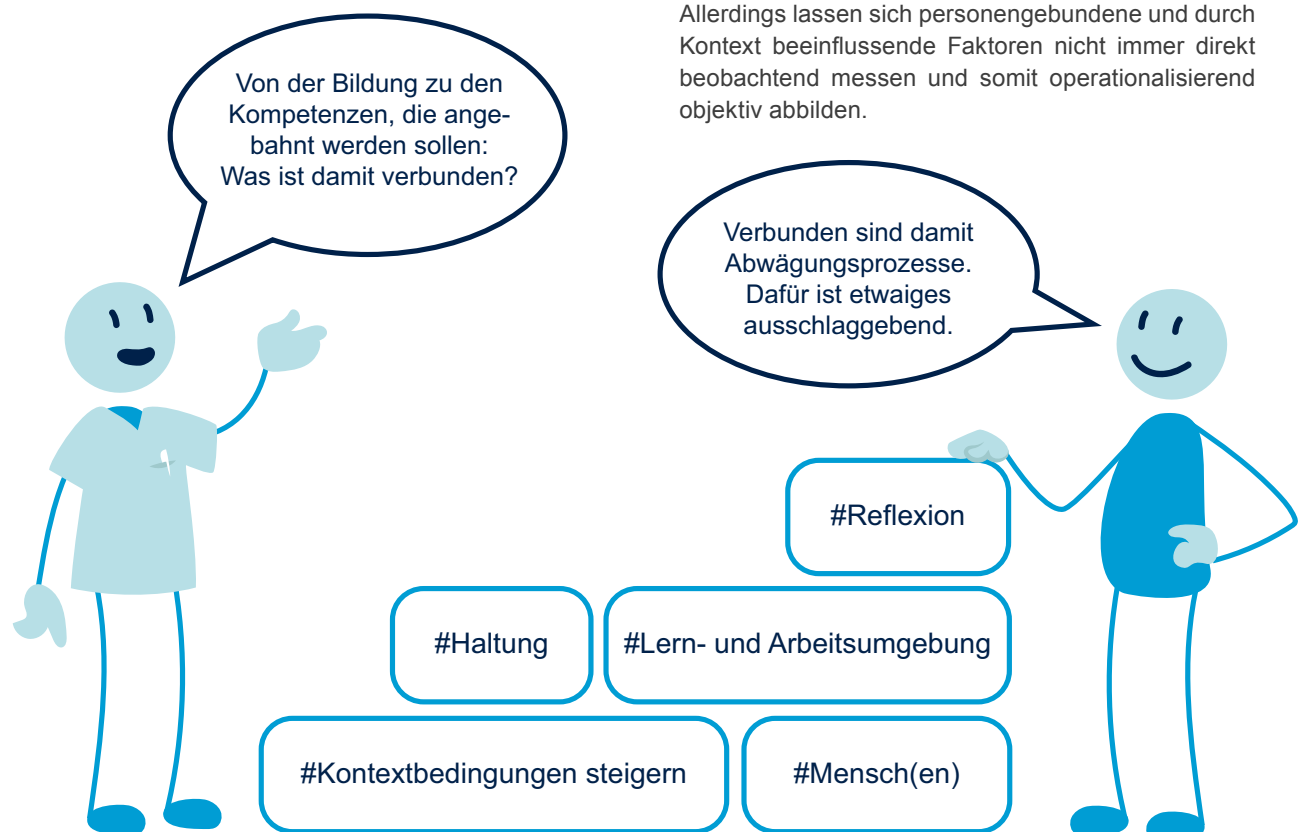 Allerdings lassen sich personengebundene und durch
Kontext beeinflussende Faktoren nicht immer direkt
beobachtend messen und somit operationalisierend
objektiv abbilden.
Von der Bildung zu den
Kompetenzen, die ange-
bahnt werden sollen:
Was ist damit verbunden?
Verbunden sind damit
Abwägungsprozesse.
Dafür ist etwaiges
ausschlaggebend.
#Reflexion
#Haltung
#Lern- und Arbeitsumgebung
#Kontextbedingungen steigern
#Mensch(en)